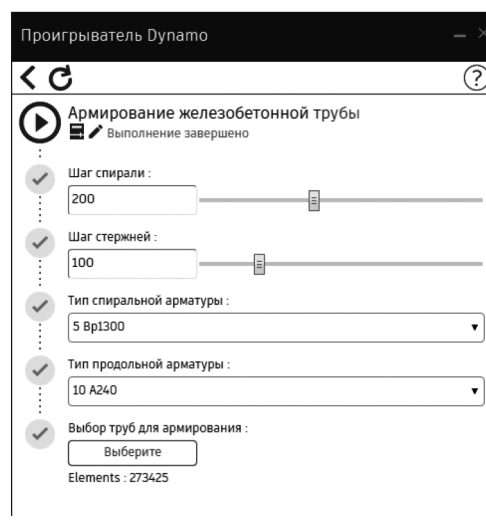 Проигрыватель Dynamo
Армирование железобетонной трубы
Выполнение завершено
Шаг спирали :
200
Шаг стержней :
100
Тип спиральной арматуры :
5 Вр1300
Тип продольной арматуры :
10 А240
Выбор труб для армирования :
Выберите
Elements : 273425